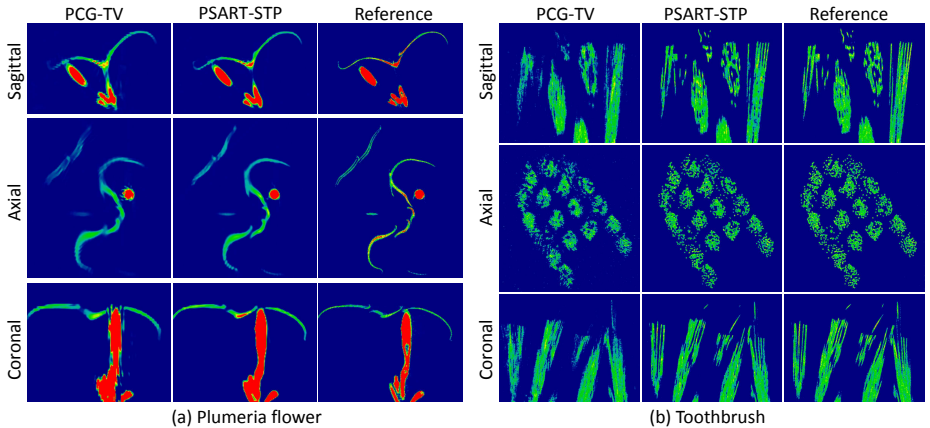 PCG-TV PSART-STP Reference
Sagittal
Axial
Coronal
(a) Plumeria flower
PCG-TV PSART-STP Reference
Sagittal
Axial
Coronal
(b) Toothbrush